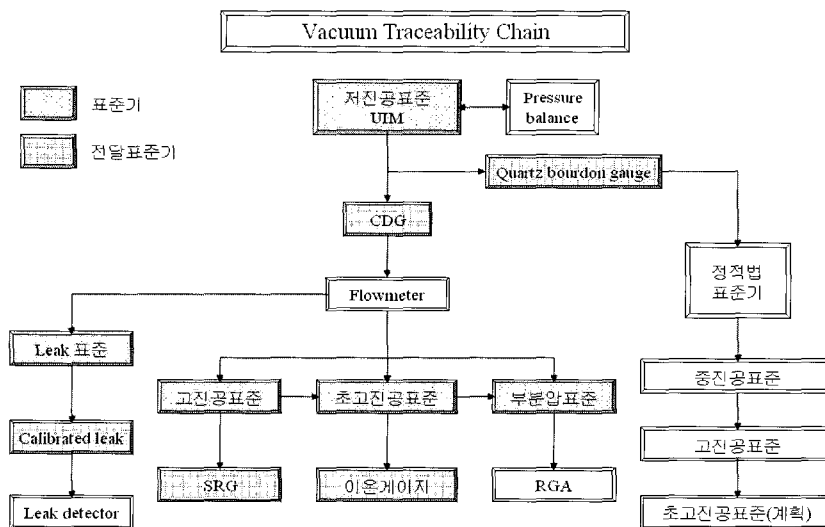 Vacuum Traceability Chain
표준기
전달표준기
저진공표준
UIM
Pressure
balance
Quartz bourdon gauge
CDG
정적법
표준기
Flowmeter
Leak 표준
중진공표준
고진공표준
초고진공표준
부분압표준
Calibrated leak
고진공표준
SRG
이온게이지
RGA
Leak detector
초고진공표준(계획)